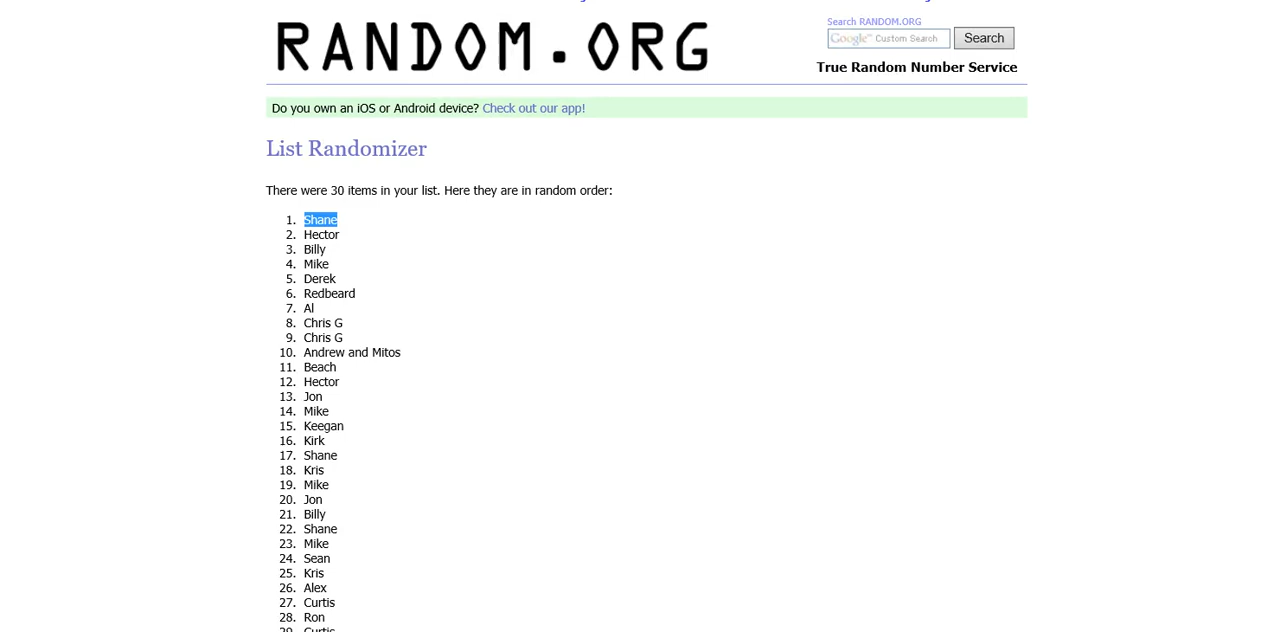 Search RANDOM.ORG
RANDOM.ORG
Google™ Custom Search
Search
True Random Number Service
Do you own an iOS or Android device? Check out our app!
List Randomizer
There were 30 items in your list. Here they are in random order:
1. Shane
2. Hector
3. Billy
4. Mike
5. Derek
6. Redbeard
7. Al
8. Chris G
9. Chris G
10. Andrew and Mitos
11. Beach
12. Hector
13. Jon
14. Mike
15. Keegan
16. Kirk
17. Shane
18. Kris
19. Mike
20. Jon
21. Billy
22. Shane
23. Mike
24. Sean
25. Kris
26. Alex
27. Curtis
28. Ron
29. Curtis